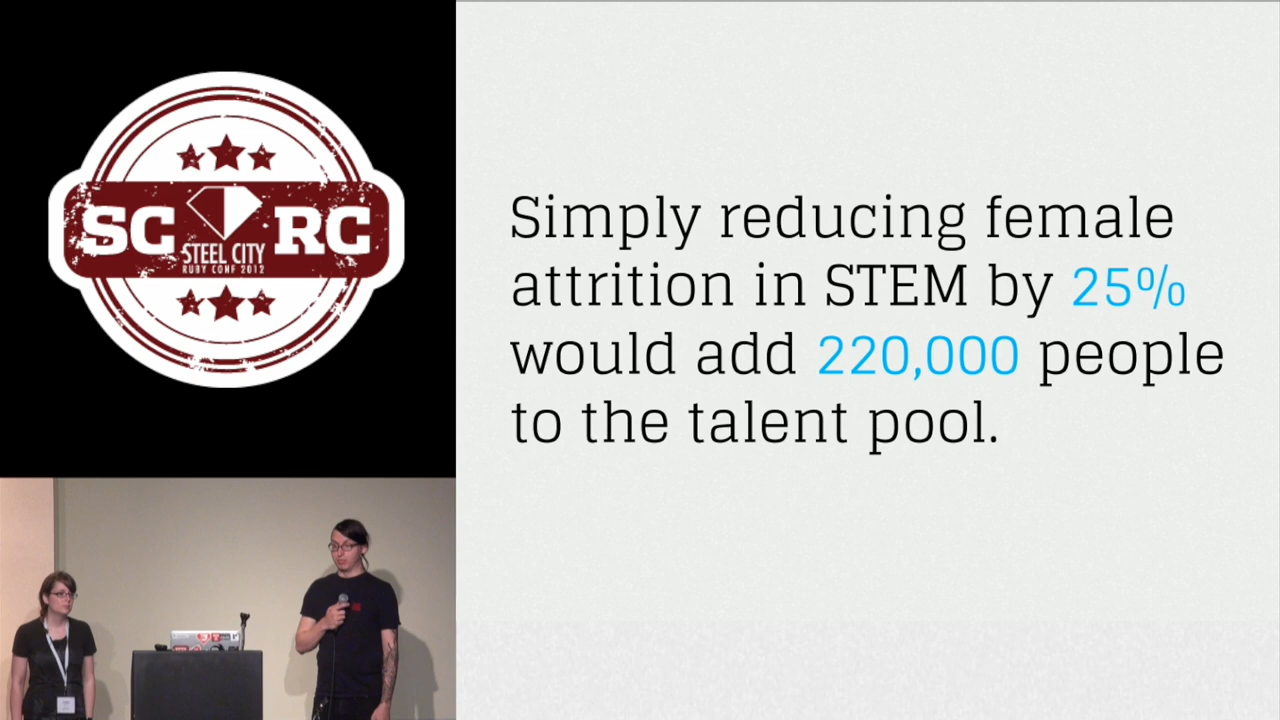 SC RC
STEEL CITY
RUBY CONF 2012
Simply reducing female
attrition in STEM by 25%
would add 220,000 people
to the talent pool.